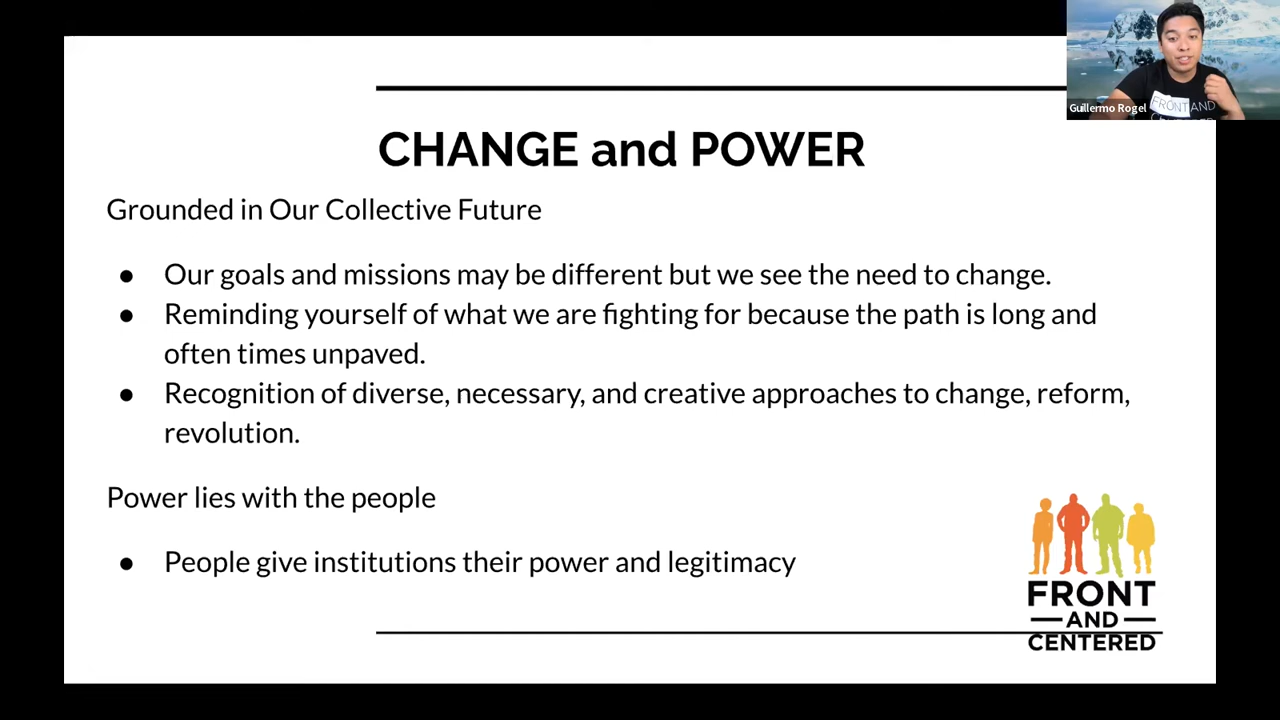 CHANGE and POWER
Grounded in Our Collective Future
● Our goals and missions may be different but we see the need to change.
● Reminding yourself of what we are fighting for because the path is long and
often times unpaved.
● Recognition of diverse, necessary, and creative approaches to change, reform,
revolution.
Power lies with the people
● People give institutions their power and legitimacy
FRONT
AND
CENTERED
Guillermo Rogel
FRONT AND
CENTERED